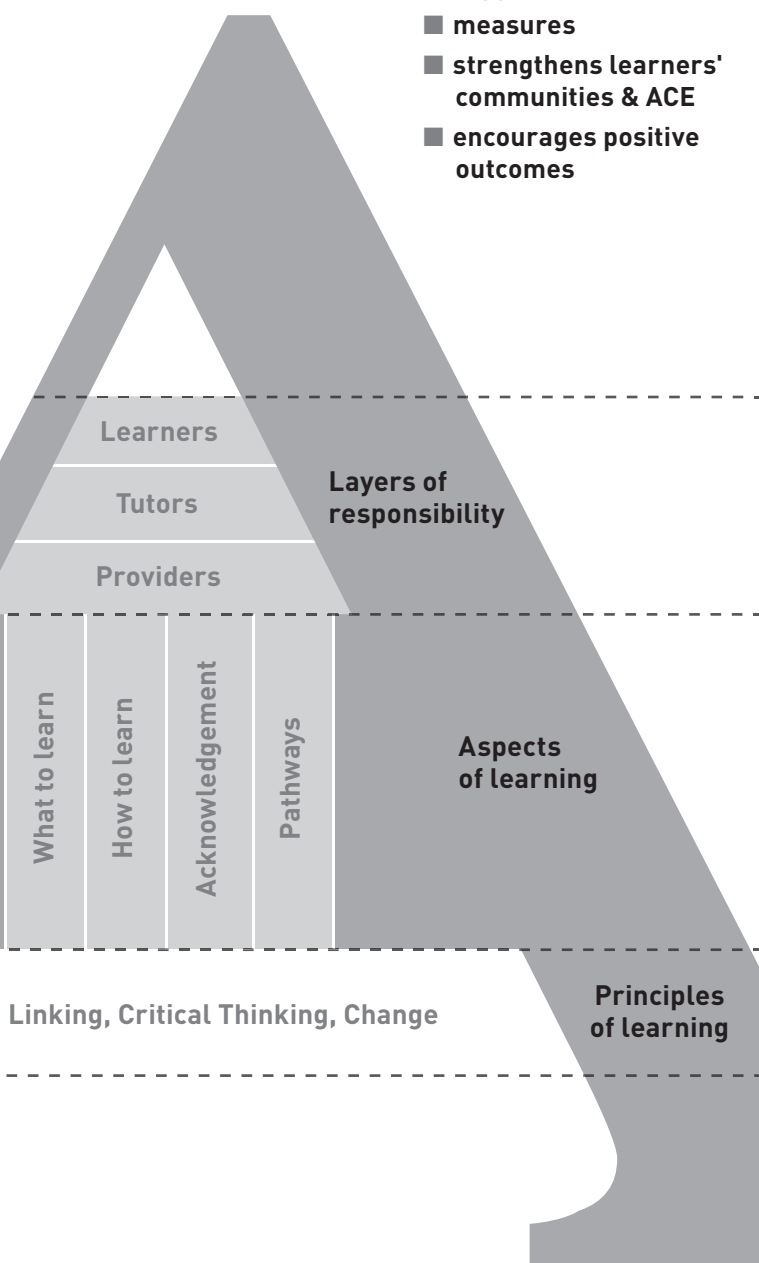 measures
strengthens learners'
communities & ACE
encourages positive
outcomes
Learners
Tutors
Providers
Layers of
responsibility
What to learn
How to learn
Acknowledgement
Pathways
Aspects
of learning
Linking, Critical Thinking, Change
Principles
of learning